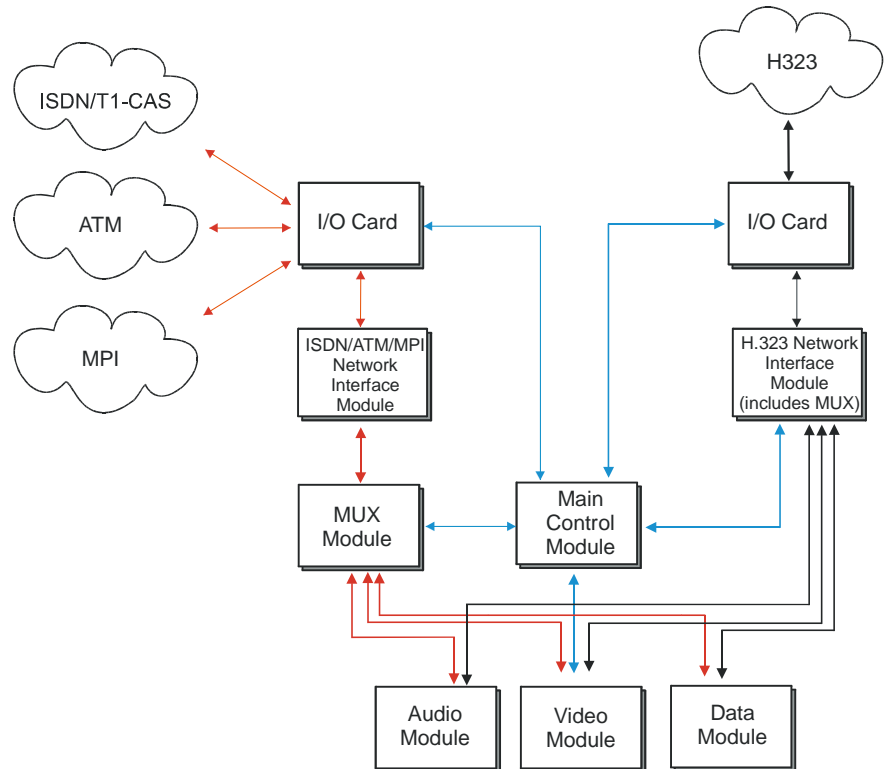 H323
ISDN/T1-CAS
ATM
MPI
I/O Card
I/O Card
ISDN/ATM/MPI
Network
Interface
Module
H.323 Network
Interface
Module
(includes MUX)
MUX
Module
Main
Control
Module
Audio
Module
Video
Module
Data
Module